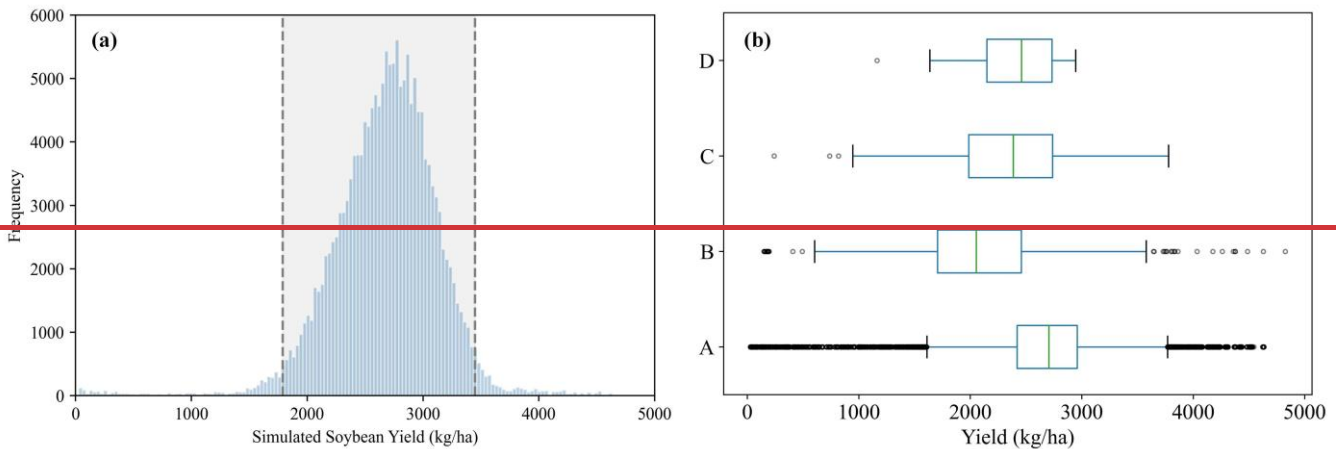 (a)
6000
5000
4000
3000
2000
1000
0
Frequency
0 1000 2000 3000 4000 5000
Simulated Soybean Yield (kg/ha)
(b)
D
C
B
A
0 1000 2000 3000 4000 5000
Yield (kg/ha)